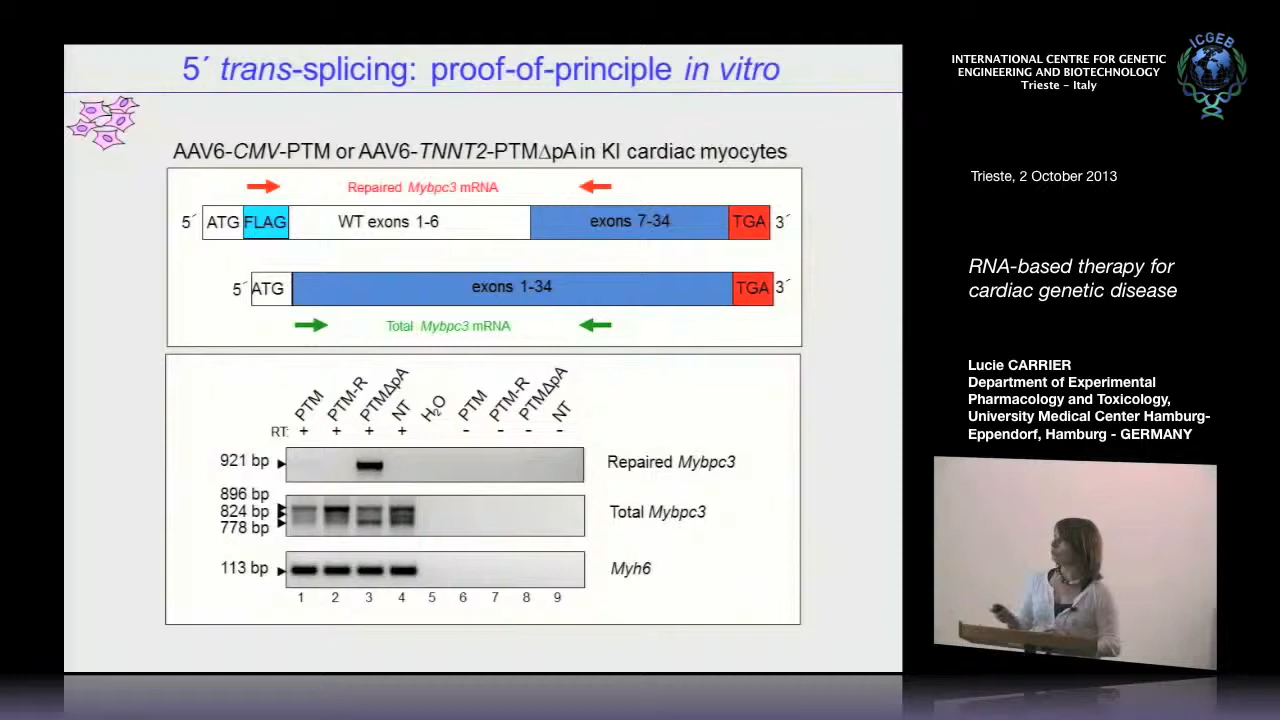 5´ trans-splicing: proof-of-principle in vitro
AAV6-CMV-PTM or AAV6-TNNT2-PTMΔpA in KI cardiac myocytes
Repaired Mybpc3 mRNA
5´ ATG FLAG WT exons 1-6 exons 7-34 TGA 3´
5´ ATG exons 1-34 TGA 3´
Total Mybpc3 mRNA
PTM PTM-R PTMΔpA NT H₂O PTM PTM-R PTMΔpA NT
RT: + + + + - - - -
921 bp Repaired Mybpc3
896 bp
824 bp Total Mybpc3
778 bp
113 bp Myh6
1 2 3 4 5 6 7 8 9
INTERNATIONAL CENTRE FOR GENETIC
ENGINEERING AND BIOTECHNOLOGY
Trieste - Italy
ICGEB
Trieste, 2 October 2013
RNA-based therapy for
cardiac genetic disease
Lucie CARRIER
Department of Experimental
Pharmacology and Toxicology,
University Medical Center Hamburg-
Eppendorf, Hamburg - GERMANY